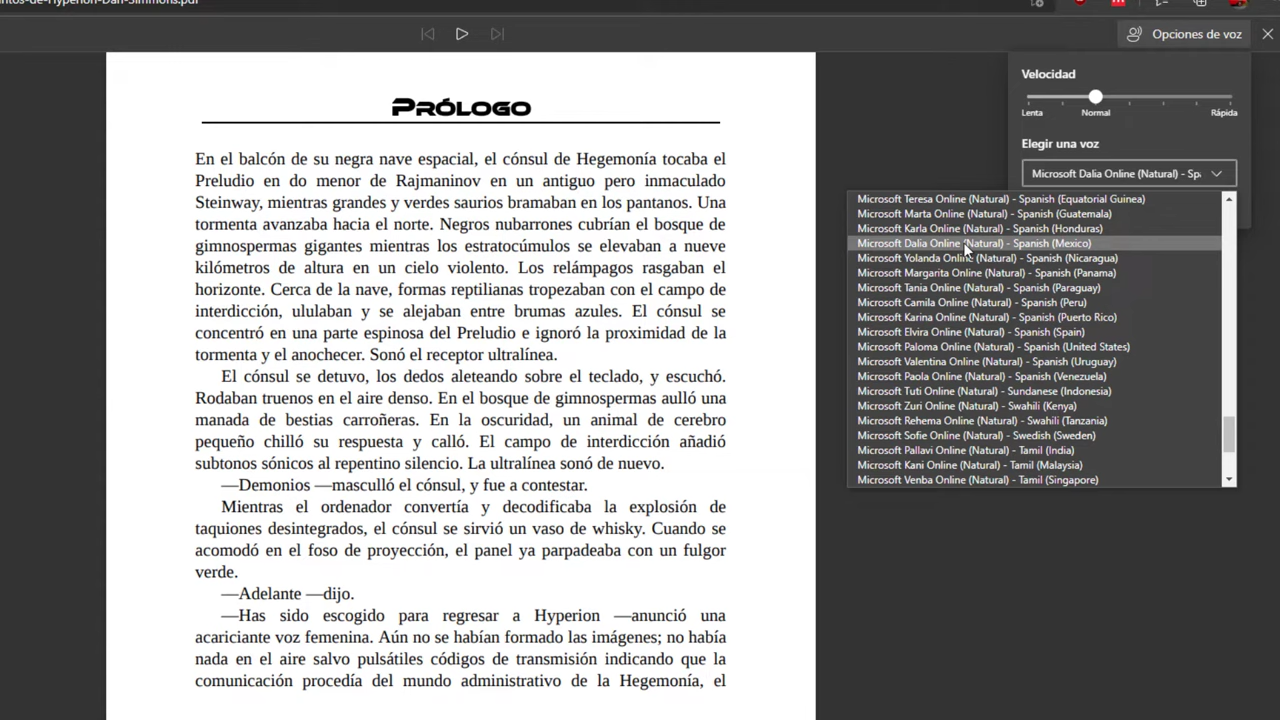 ntos-de-Hyperion-Dan-Simmons.pdf
Opciones de voz
Velocidad
Lenta Normal Rápida
Elegir una voz
Microsoft Dalia Online (Natural) - Spa
Microsoft Teresa Online (Natural) - Spanish (Equatorial Guinea)
Microsoft Marta Online (Natural) - Spanish (Guatemala)
Microsoft Karla Online (Natural) - Spanish (Honduras)
Microsoft Dalia Online (Natural) - Spanish (Mexico)
Microsoft Yolanda Online (Natural) - Spanish (Nicaragua)
Microsoft Margarita Online (Natural) - Spanish (Panama)
Microsoft Tania Online (Natural) - Spanish (Paraguay)
Microsoft Camila Online (Natural) - Spanish (Peru)
Microsoft Karina Online (Natural) - Spanish (Puerto Rico)
Microsoft Elvira Online (Natural) - Spanish (Spain)
Microsoft Paloma Online (Natural) - Spanish (United States)
Microsoft Valentina Online (Natural) - Spanish (Uruguay)
Microsoft Paola Online (Natural) - Spanish (Venezuela)
Microsoft Tuti Online (Natural) - Sundanese (Indonesia)
Microsoft Zuri Online (Natural) - Swahili (Kenya)
Microsoft Rehema Online (Natural) - Swahili (Tanzania)
Microsoft Sofie Online (Natural) - Swedish (Sweden)
Microsoft Pallavi Online (Natural) - Tamil (India)
Microsoft Kani Online (Natural) - Tamil (Malaysia)
Microsoft Venba Online (Natural) - Tamil (Singapore)
PRÓLOGO
En el balcón de su negra nave espacial, el cónsul de Hegemonía tocaba el
Preludio en do menor de Rajmaninov en un antiguo pero inmaculado
Steinway, mientras grandes y verdes saurios bramaban en los pantanos. Una
tormenta avanzaba hacia el norte. Negros nubarrones cubrían el bosque de
gimnospermas gigantes mientras los estratocúmulos se elevaban a nueve
kilómetros de altura en un cielo violento. Los relámpagos rasgaban el
horizonte. Cerca de la nave, formas reptilianas tropezaban con el campo de
interdicción, ululaban y se alejaban entre brumas azules. El cónsul se
concentró en una parte espinosa del Preludio e ignoró la proximidad de la
tormenta y el anochecer. Sonó el receptor ultralínea.
El cónsul se detuvo, los dedos aleteando sobre el teclado, y escuchó.
Rodaban truenos en el aire denso. En el bosque de gimnospermas aulló una
manada de bestias carroñeras. En la oscuridad, un animal de cerebro
pequeño chilló su respuesta y calló. El campo de interdicción añadió
subtonos sónicos al repentino silencio. La ultralínea sonó de nuevo.
—Demonios —masculló el cónsul, y fue a contestar.
Mientras el ordenador convertía y decodificaba la explosión de
taquiones desintegrados, el cónsul se sirvió un vaso de whisky. Cuando se
acomodó en el foso de proyección, el panel ya parpadeaba con un fulgor
verde.
—Adelante —dijo.
—Has sido escogido para regresar a Hyperion —anunció una
acariciante voz femenina. Aún no se habían formado las imágenes; no había
nada en el aire salvo pulsátiles códigos de transmisión indicando que la
comunicación procedía del mundo administrativo de la Hegemonía, el